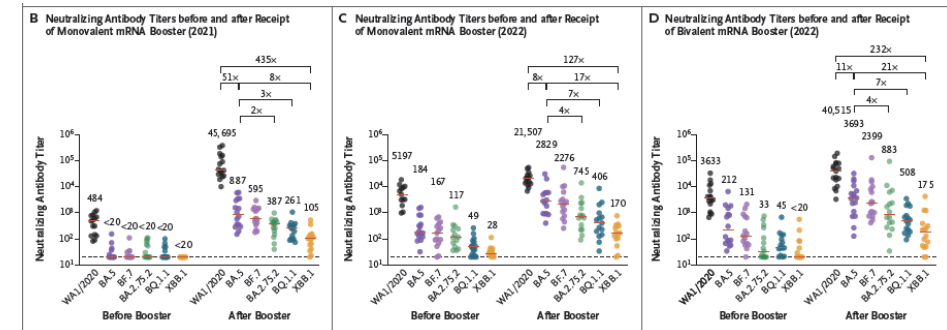 B Neutralizing Antibody Titers before and after Receipt
of Monovalent mRNA Booster (2021)
435×
51× 8×
3×
2×
Neutralizing Antibody Titer
10⁶
10⁵
10⁴
10³
10²
10¹
484
<20
<20
<20
<20
<20
45,695
887
595
387
261
105
WA1/2020
BA.5
BF.7
BA.2.75.2
BQ.1.1
XBB.1
WA1/2020
BA.5
BF.7
BA.2.75.2
BQ.1.1
XBB.1
Before Booster
After Booster
C Neutralizing Antibody Titers before and after Receipt
of Monovalent mRNA Booster (2022)
127×
8× 17×
7×
4×
Neutralizing Antibody Titer
10⁶
10⁵
10⁴
10³
10²
10¹
5197
184
167
117
49
28
21,507
2829
2276
745
406
170
WA1/2020
BA.5
BF.7
BA.2.75.2
BQ.1.1
XBB.1
WA1/2020
BA.5
BF.7
BA.2.75.2
BQ.1.1
XBB.1
Before Booster
After Booster
D Neutralizing Antibody Titers before and after Receipt
of Bivalent mRNA Booster (2022)
232×
11× 21×
7×
4×
Neutralizing Antibody Titer
10⁶
10⁵
10⁴
10³
10²
10¹
3633
212
131
33
45
<20
40,515
3693
2399
883
508
175
WA1/2020
BA.5
BF.7
BA.2.75.2
BQ.1.1
XBB.1
WA1/2020
BA.5
BF.7
BA.2.75.2
BQ.1.1
XBB.1
Before Booster
After Booster